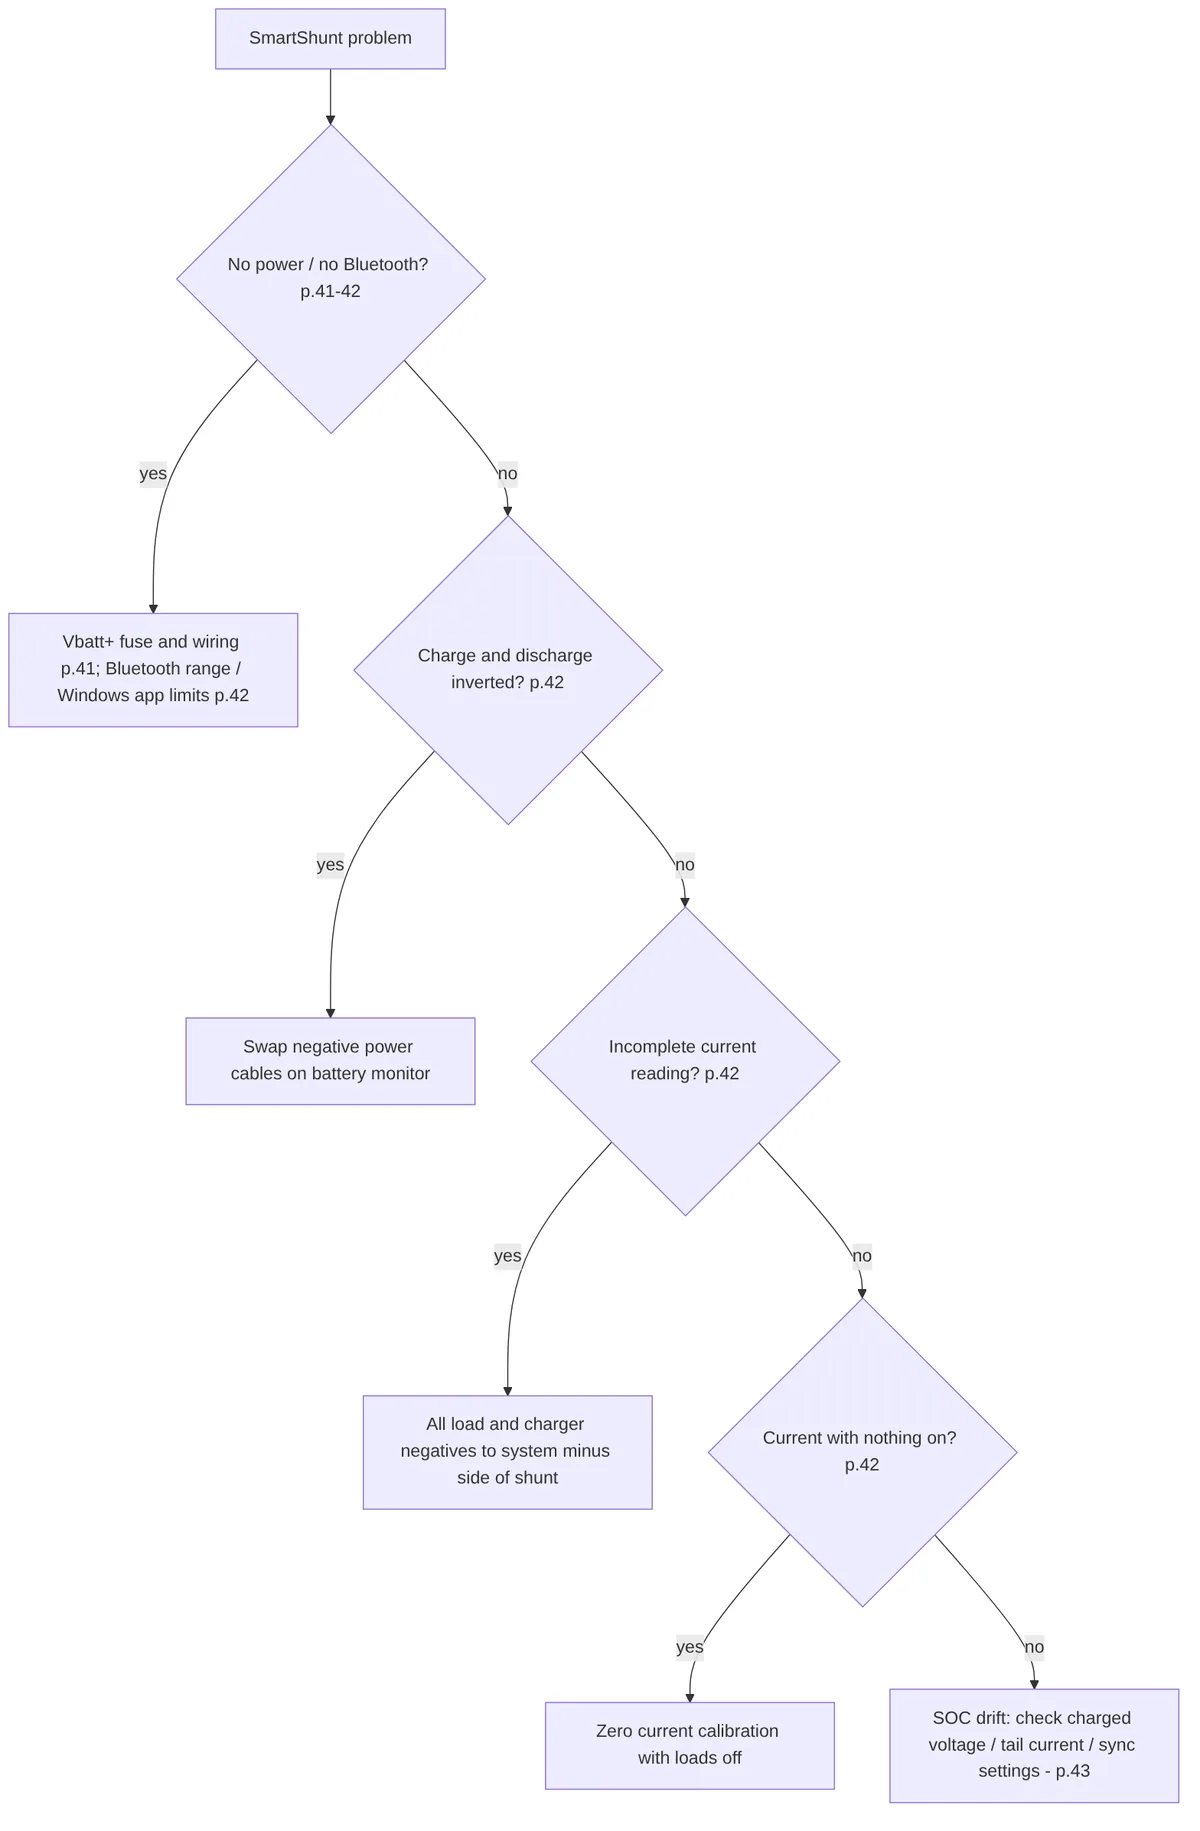 SmartShunt problem
No power / no Bluetooth?
p.41-42
yes
no
Vbatt+ fuse and wiring
p.41; Bluetooth range /
Windows app limits p.42
Charge and discharge
inverted? p.42
yes
no
Swap negative power
cables on battery monitor
Incomplete current
reading? p.42
yes
no
All load and charger
negatives to system minus
side of shunt
Current with nothing on?
p.42
yes
no
Zero current calibration
with loads off
SOC drift: check charged
voltage / tail current / sync
settings - p.43